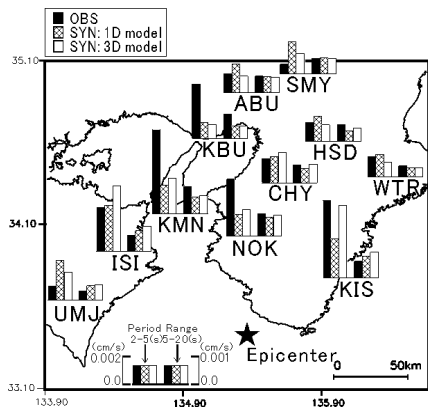 OBS
SYN: 1D model
SYN: 3D model
35.10
SMY
ABU
KBU
HSD
CHY
WTR
34.10
KMN
NOK
ISI
KIS
UMJ
Period Range
(cm/s) 2-5(s) 5-20(s) (cm/s)
0.002 0.001
0.0 0.0
Epicenter
0 50km
33.10
133.90 134.90 135.90